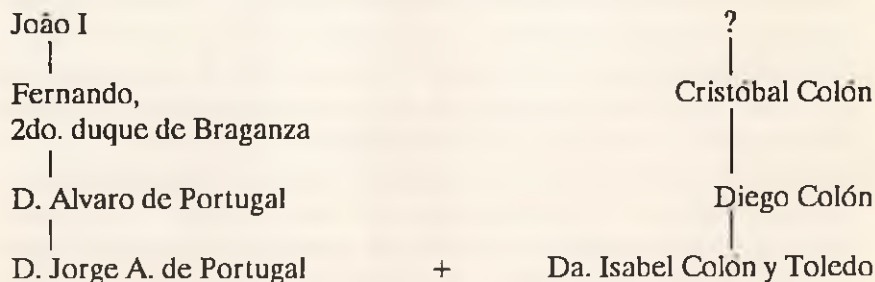 João I ?
Fernando, Cristóbal Colón
2do. duque de Braganza
D. Alvaro de Portugal Diego Colón
D. Jorge A. de Portugal + Da. Isabel Colón y Toledo